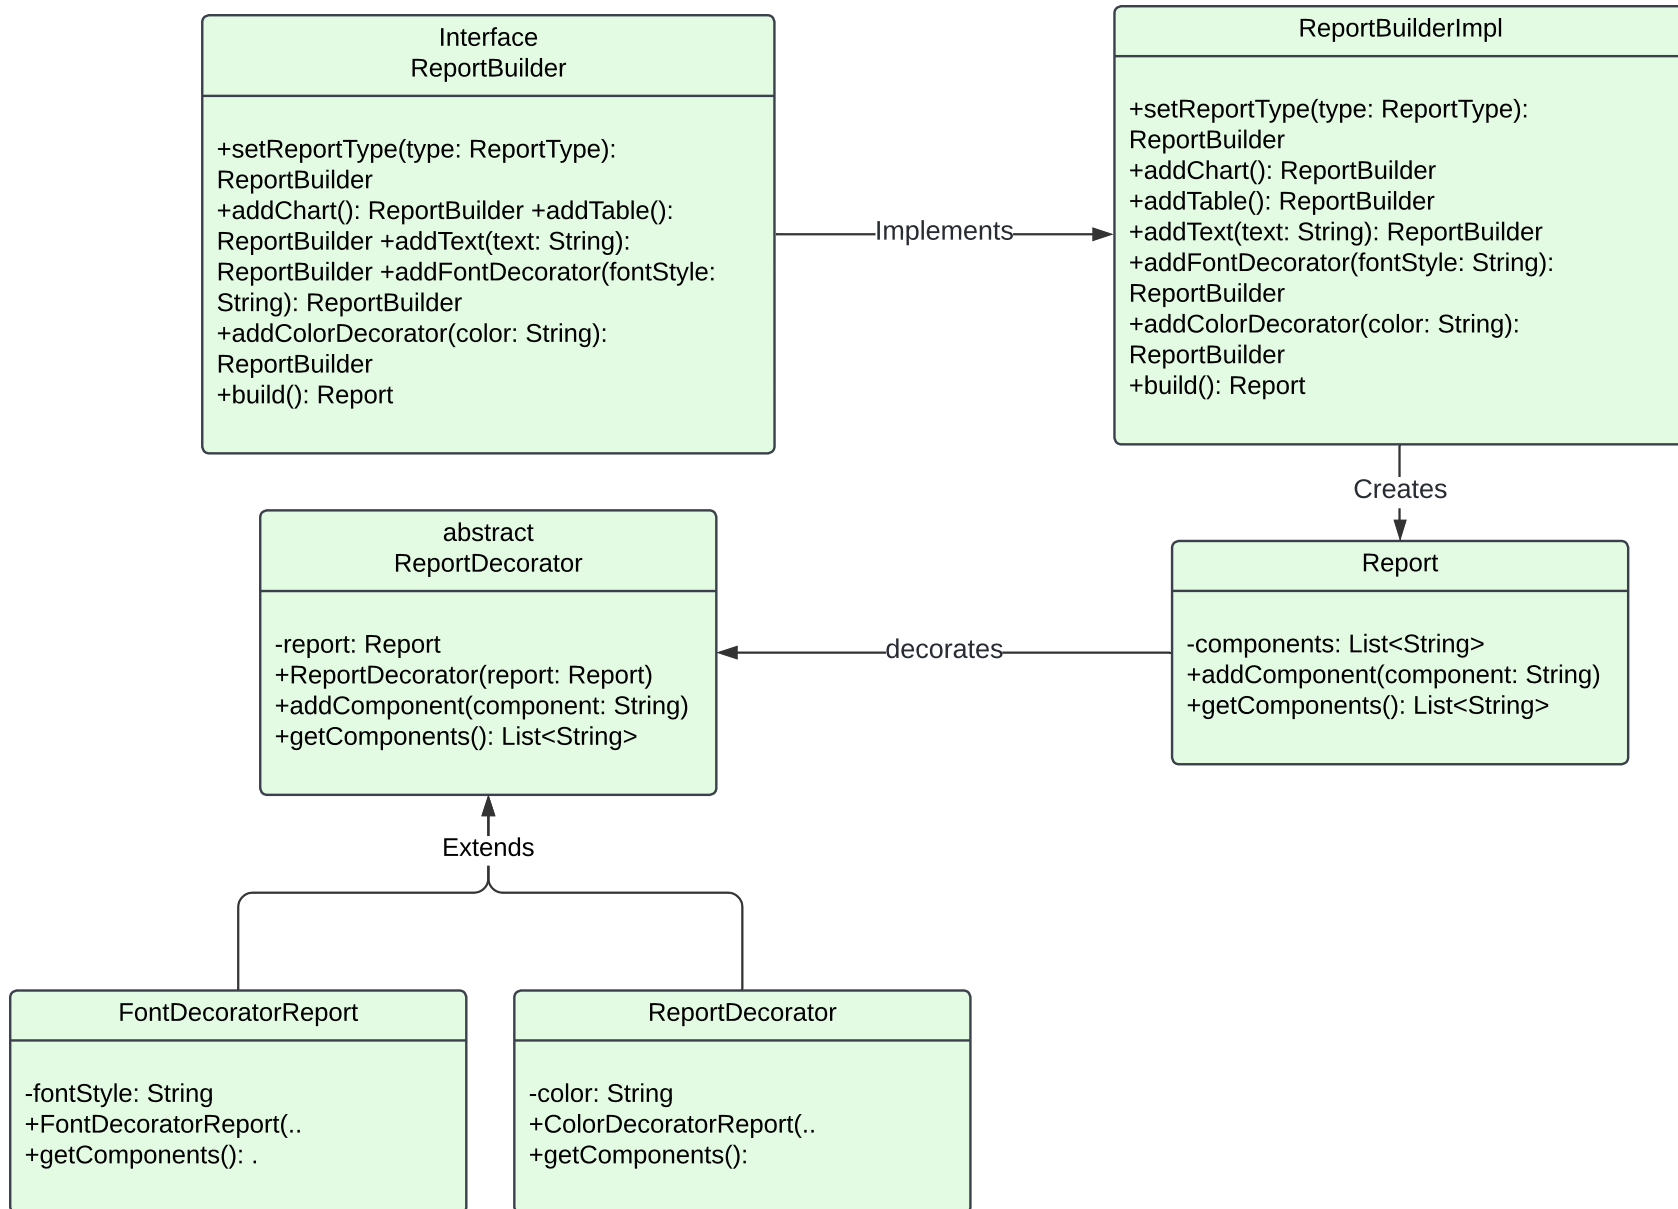 Interface
ReportBuilder
+setReportType(type: ReportType):
ReportBuilder
+addChart(): ReportBuilder +addTable():
ReportBuilder +addText(text: String):
ReportBuilder +addFontDecorator(fontStyle:
String): ReportBuilder
+addColorDecorator(color: String):
ReportBuilder
+build(): Report
Implements
ReportBuilderImpl
+setReportType(type: ReportType):
ReportBuilder
+addChart(): ReportBuilder
+addTable(): ReportBuilder
+addText(text: String): ReportBuilder
+addFontDecorator(fontStyle: String):
ReportBuilder
+addColorDecorator(color: String):
ReportBuilder
+build(): Report
Creates
abstract
ReportDecorator
-report: Report
+ReportDecorator(report: Report)
+addComponent(component: String)
+getComponents(): List<String>
decorates
Report
-components: List<String>
+addComponent(component: String)
+getComponents(): List<String>
Extends
FontDecoratorReport
-fontStyle: String
+FontDecoratorReport(..
+getComponents(): .
ReportDecorator
-color: String
+ColorDecoratorReport(..
+getComponents():